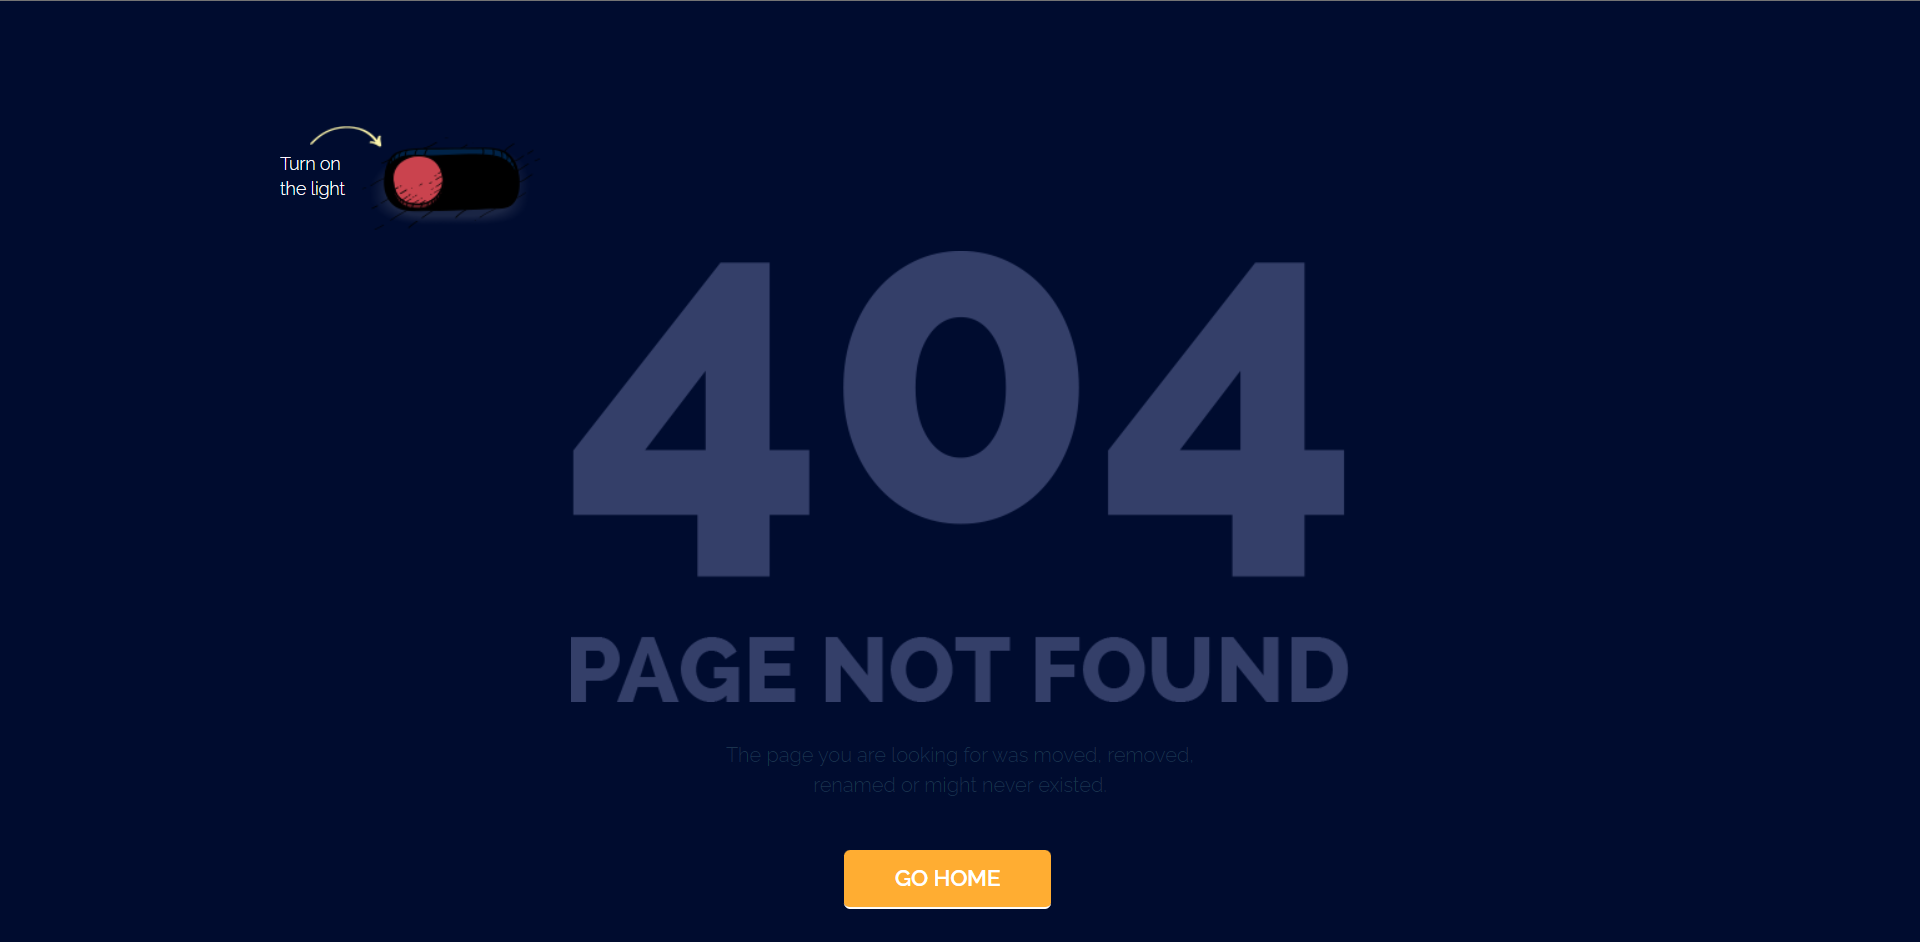 Turn on
the light
404
PAGE NOT FOUND
The page you are looking for was moved, removed,
renamed or might never existed.
GO HOME